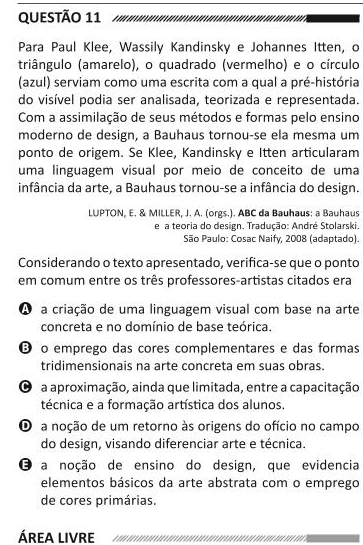 QUESTÃO 11
Para Paul Klee, Wassily Kandinsky e Johannes Itten, o
triângulo (amarelo), o quadrado (vermelho) e o círculo
(azul) serviam como uma escrita com a qual a pré-história
do visível podia ser analisada, teorizada e representada.
Com a assimilação de seus métodos e formas pelo ensino
moderno de design, a Bauhaus tornou-se ela mesma um
ponto de origem. Se Klee, Kandinsky e Itten articularam
uma linguagem visual por meio de conceito de uma
infância da arte, a Bauhaus tornou-se a infância do design.
LUPTON, E. & MILLER, J. A. (orgs.). ABC da Bauhaus: a Bauhaus
e a teoria do design. Tradução: André Stolarski.
São Paulo: Cosac Naify, 2008 (adaptado).
Considerando o texto apresentado, verifica-se que o ponto
em comum entre os três professores-artistas citados era
A a criação de uma linguagem visual com base na arte
concreta e no domínio de base teórica.
B o emprego das cores complementares e das formas
tridimensionais na arte concreta em suas obras.
C a aproximação, ainda que limitada, entre a capacitação
técnica e a formação artística dos alunos.
D a noção de um retorno às origens do ofício no campo
do design, visando diferenciar arte e técnica.
E a noção de ensino do design, que evidencia
elementos básicos da arte abstrata com o emprego
de cores primárias.
ÁREA LIVRE